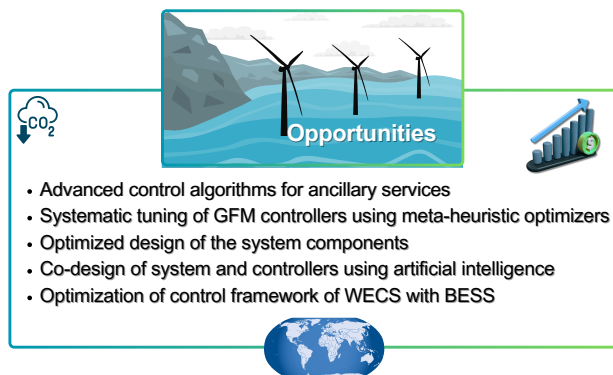 Opportunities
CO2
• Advanced control algorithms for ancillary services
• Systematic tuning of GFM controllers using meta-heuristic optimizers
• Optimized design of the system components
• Co-design of system and controllers using artificial intelligence
• Optimization of control framework of WECS with BESS